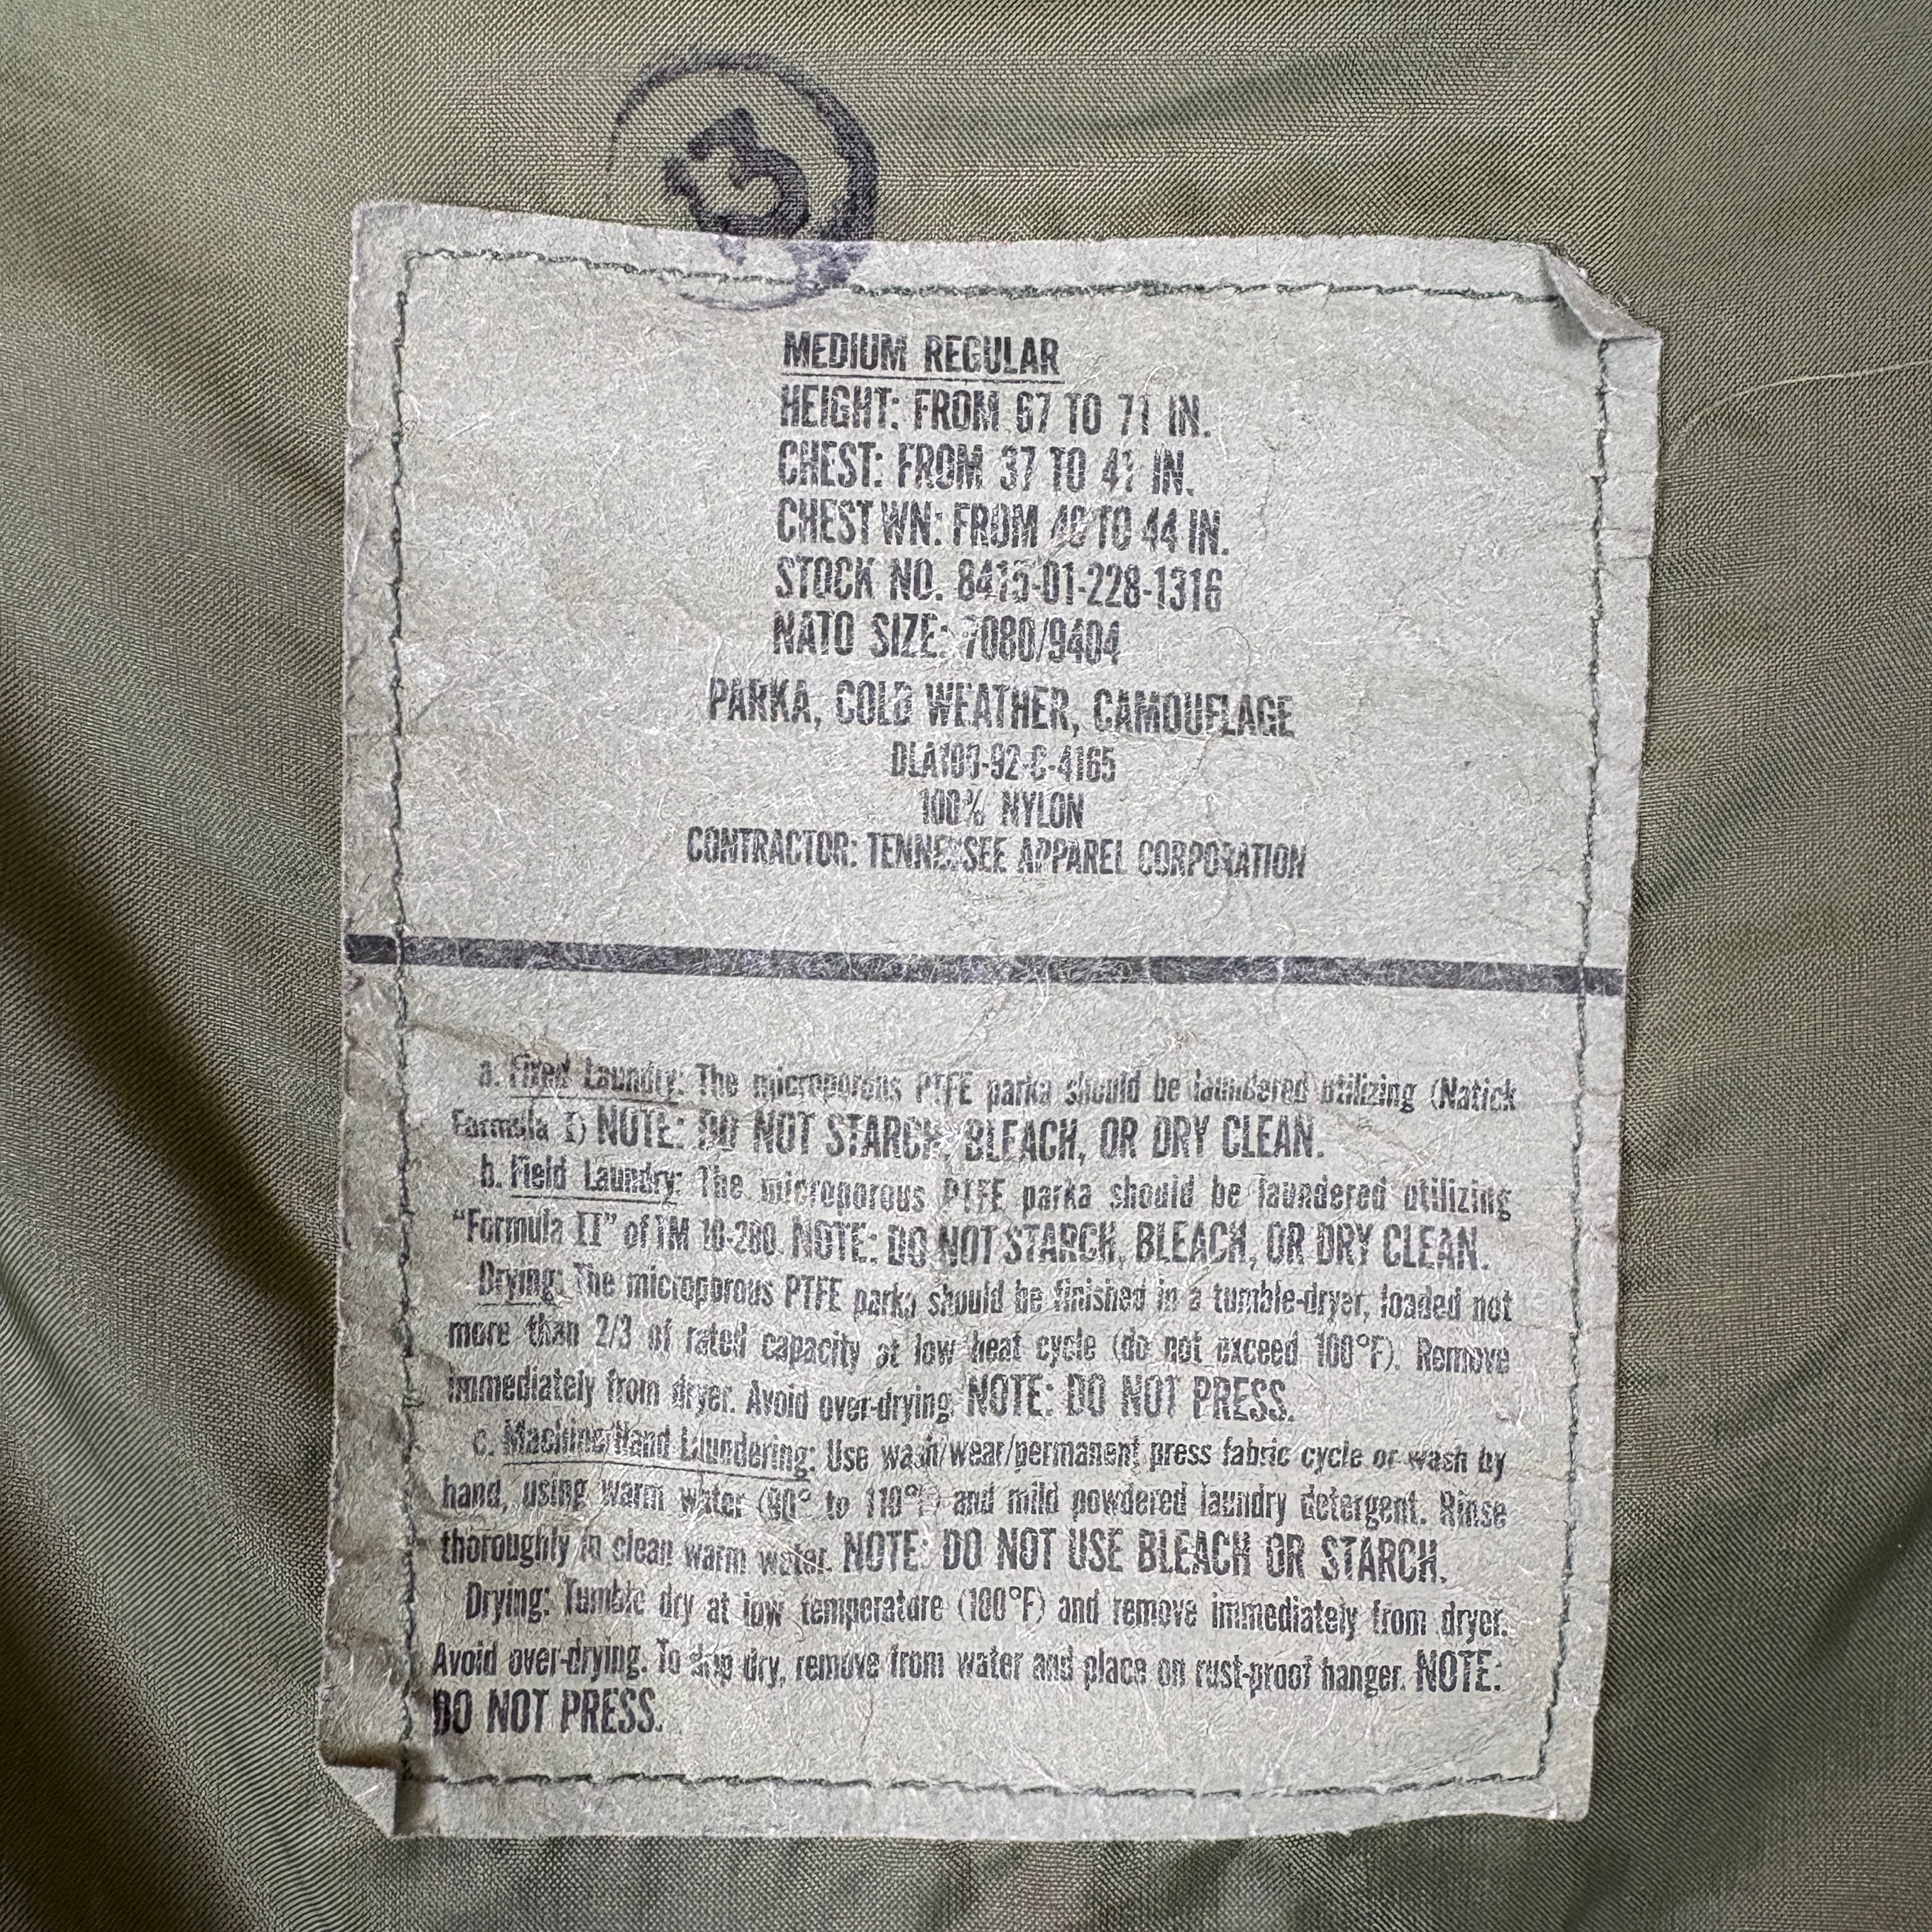 3
MEDIUM REGULAR
HEIGHT: FROM 67 TO 71 IN.
CHEST: FROM 37 TO 41 IN.
CHEST WN: FROM 40 TO 44 IN.
STOCK NO. 8415-01-228-1316
NATO SIZE: 7080/9404
PARKA, COLD WEATHER, CAMOUFLAGE
DLA100-92-C-4165
100% NYLON
CONTRACTOR: TENNESSEE APPAREL CORPORATION
a. Fixed Laundry: The microporous PTFE parka should be laundered utilizing (Natick
Formula I) NOTE: DO NOT STARCH, BLEACH, OR DRY CLEAN.
b. Field Laundry: The microporous PTFE parka should be laundered utilizing
“Formula II” of TM 10-280. NOTE: DO NOT STARCH, BLEACH, OR DRY CLEAN.
Drying: The microporous PTFE parka should be finished in a tumble-dryer, loaded not
more than 2/3 of rated capacity at low heat cycle (do not exceed 100°F). Remove
immediately from dryer. Avoid over-drying. NOTE: DO NOT PRESS.
c. Machine/Hand Laundering: Use wash/wear/permanent press fabric cycle or wash by
hand, using warm water (90° to 110°F) and mild powdered laundry detergent. Rinse
thoroughly in clean warm water. NOTE: DO NOT USE BLEACH OR STARCH.
Drying: Tumble dry at low temperature (100°F) and remove immediately from dryer.
Avoid over-drying. To drip dry, remove from water and place on rust-proof hanger. NOTE:
DO NOT PRESS.